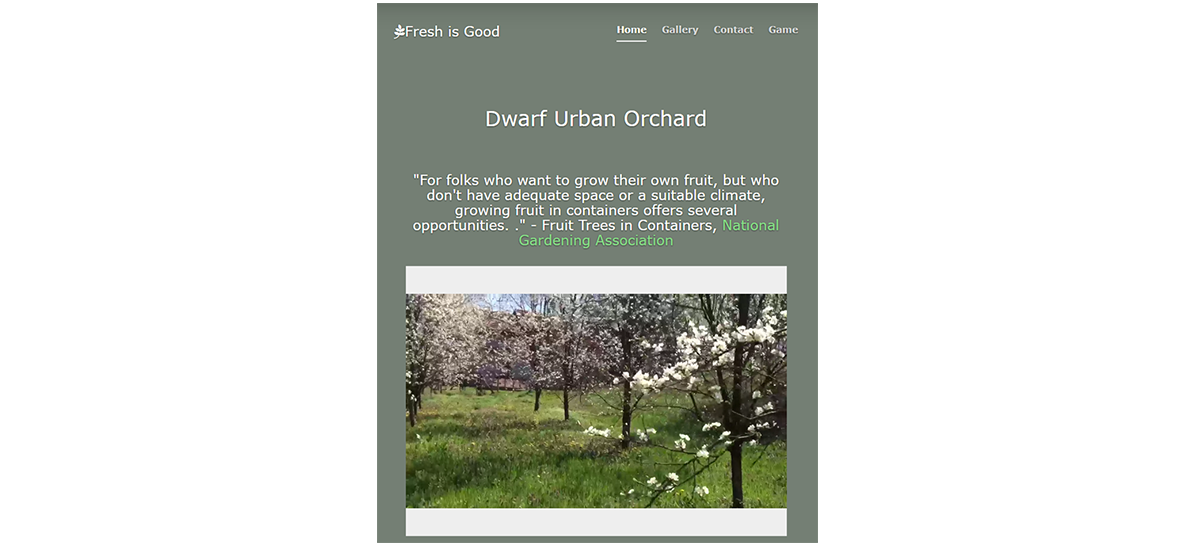 Fresh is Good
Home Gallery Contact Game
Dwarf Urban Orchard
"For folks who want to grow their own fruit, but who
don't have adequate space or a suitable climate,
growing fruit in containers offers several
opportunities. ." - Fruit Trees in Containers, National
Gardening Association